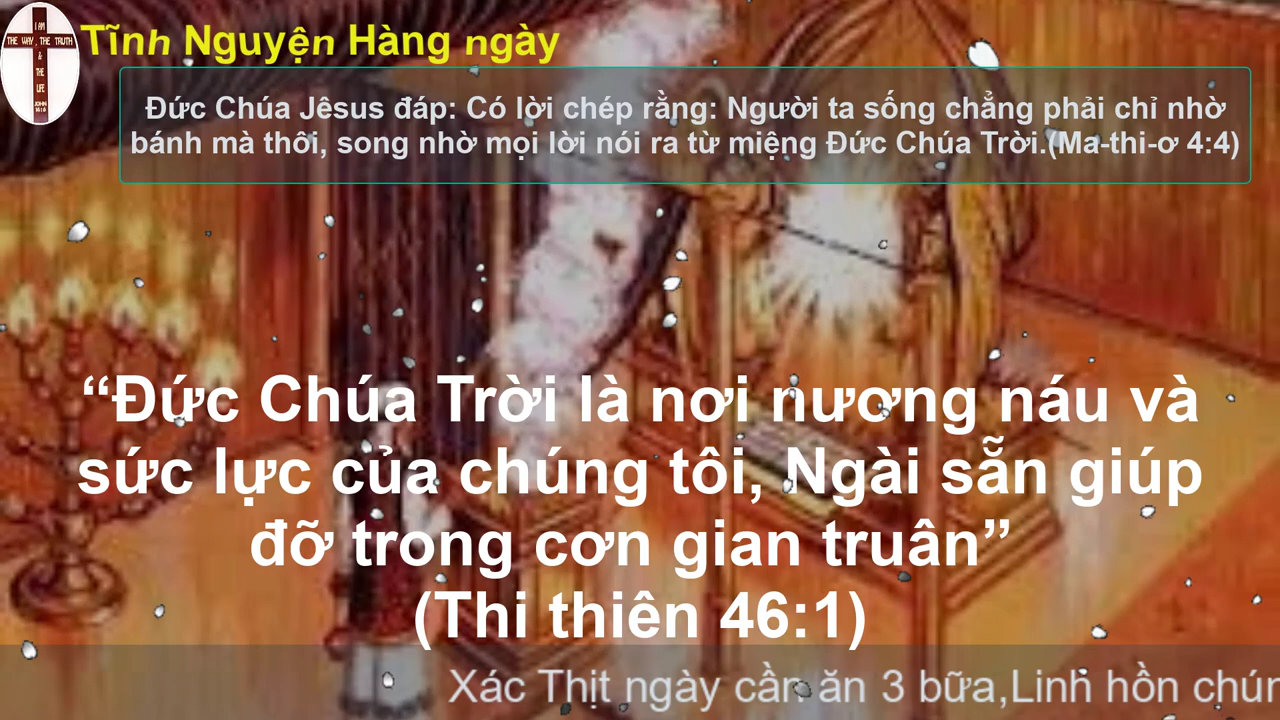 I AM
THE WAY, THE TRUTH
&
THE
LIFE
JOHN
Tĩnh Nguyện Hàng ngày
Đức Chúa Jêsus đáp: Có lời chép rằng: Người ta sống chẳng phải chỉ nhờ
bánh mà thôi, song nhờ mọi lời nói ra từ miệng Đức Chúa Trời.(Ma-thi-ơ 4:4)
“Đức Chúa Trời là nơi nương náu và
sức lực của chúng tôi, Ngài sẵn giúp
đỡ trong cơn gian truân”
(Thi thiên 46:1)
Xác Thịt ngày cần ăn 3 bữa,Linh hồn